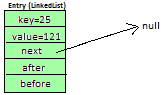 Entry (LinkedList)
key=25
value=121
next
null
after
before